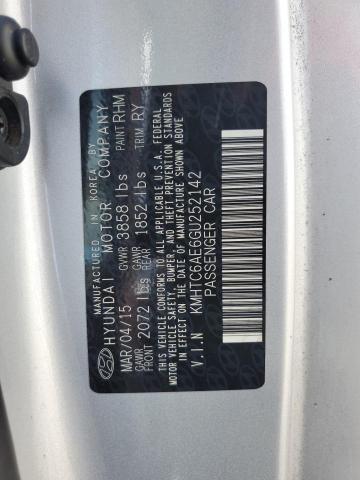 MANUFACTURED IN KOREA BY
HYUNDAI MOTOR COMPANY
MAR/04/15 GVWR 3858 lbs PAINT RHM
GAWR FRONT 2072 lbs GAWR REAR 1852 lbs TRIM RY
THIS VEHICLE CONFORMS TO ALL APPLICABLE U.S.A. FEDERAL
MOTOR VEHICLE SAFETY, BUMPER, AND THEFT PREVENTION STANDARDS
IN EFFECT ON THE DATE OF MANUFACTURE SHOWN ABOVE.
V.I.N KMHTC6AE6GU252142
PASSENGER CAR